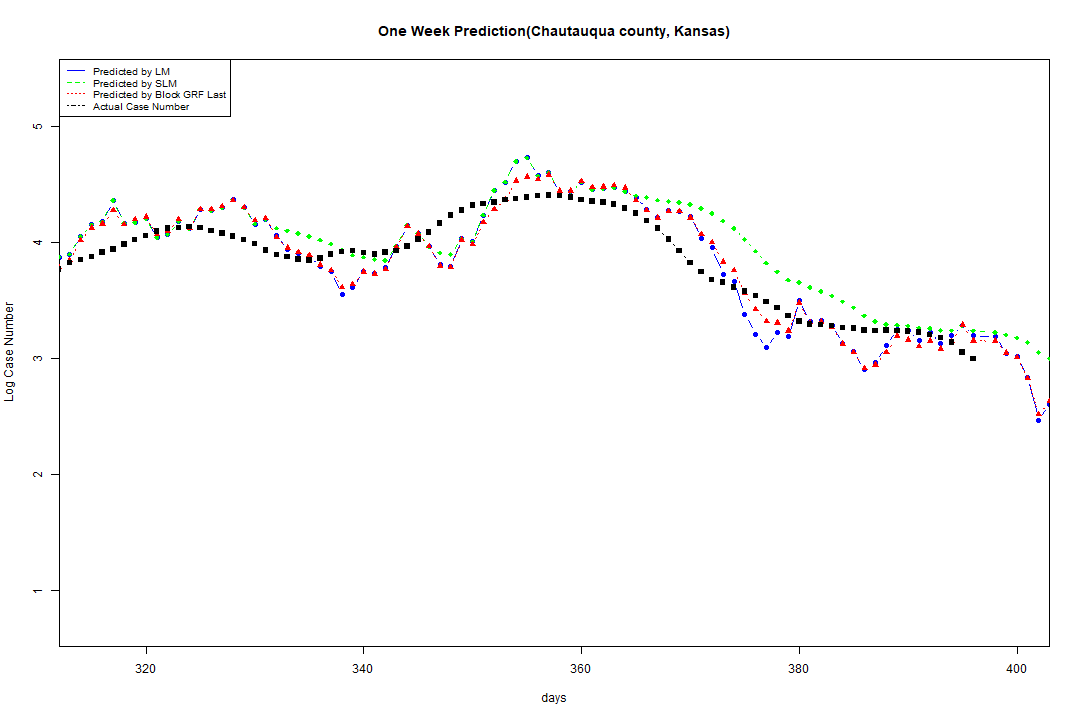 One Week Prediction(Chautauqua county, Kansas)
Predicted by LM
Predicted by SLM
Predicted by Block GRF Last
Actual Case Number
5
4
3
2
1
Log Case Number
320 340 360 380 400
days